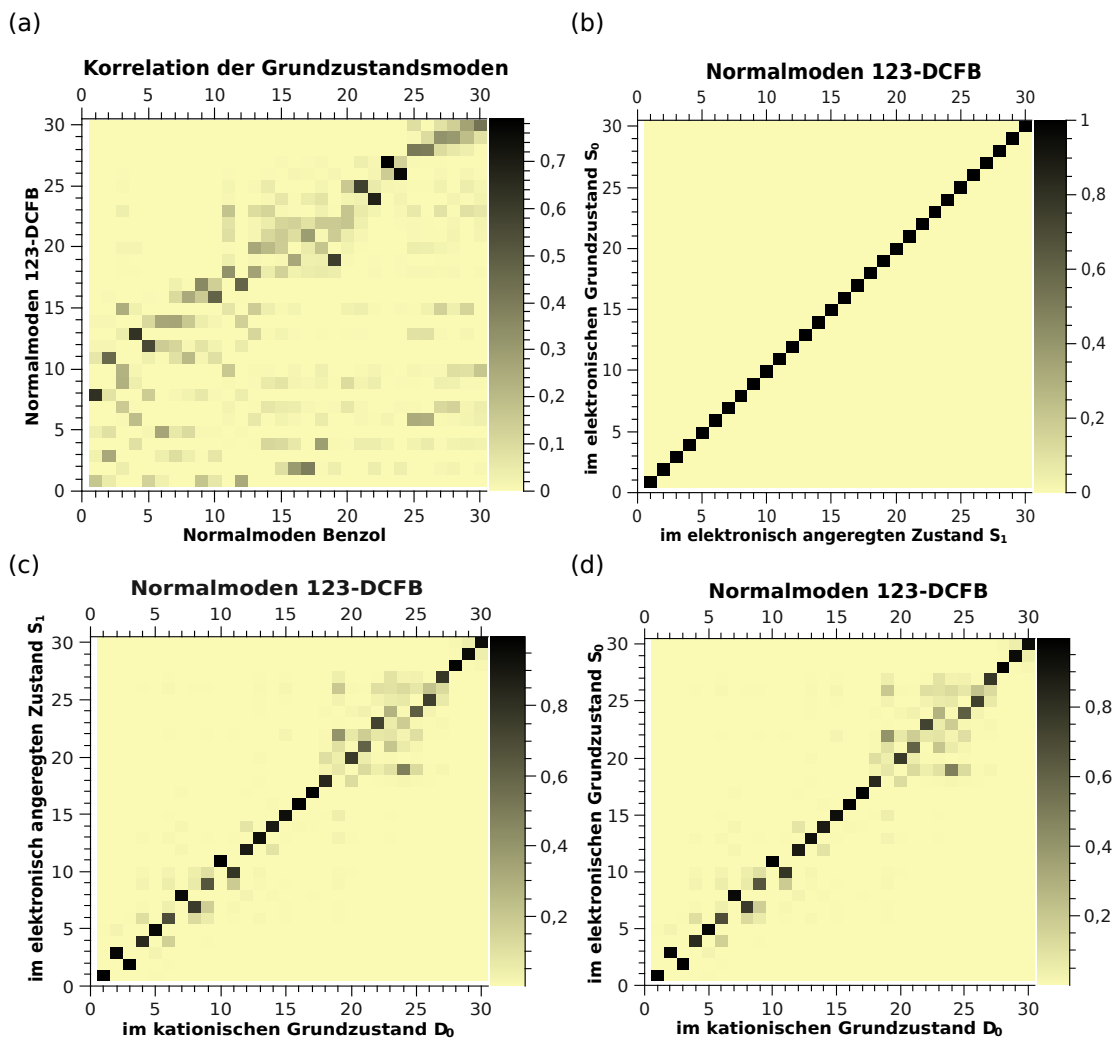 (a)
Korrelation der Grundzustandsmoden
0 5 10 15 20 25 30
30
25
20
15
10
5
0
Normalmoden 123-DCFB
0,7
0,6
0,5
0,4
0,3
0,2
0,1
0
0 5 10 15 20 25 30
Normalmoden Benzol
(b)
Normalmoden 123-DCFB
0 5 10 15 20 25 30
30
25
20
15
10
5
0
im elektronischen Grundzustand S₀
1
0,8
0,6
0,4
0,2
0
0 5 10 15 20 25 30
im elektronisch angeregten Zustand S₁
(c)
Normalmoden 123-DCFB
0 5 10 15 20 25 30
30
25
20
15
10
5
0
im elektronisch angeregten Zustand S₁
0,8
0,6
0,4
0,2
0 5 10 15 20 25 30
im kationischen Grundzustand D₀
(d)
Normalmoden 123-DCFB
0 5 10 15 20 25 30
30
25
20
15
10
5
0
im elektronischen Grundzustand S₀
0,8
0,6
0,4
0,2
0 5 10 15 20 25 30
im kationischen Grundzustand D₀